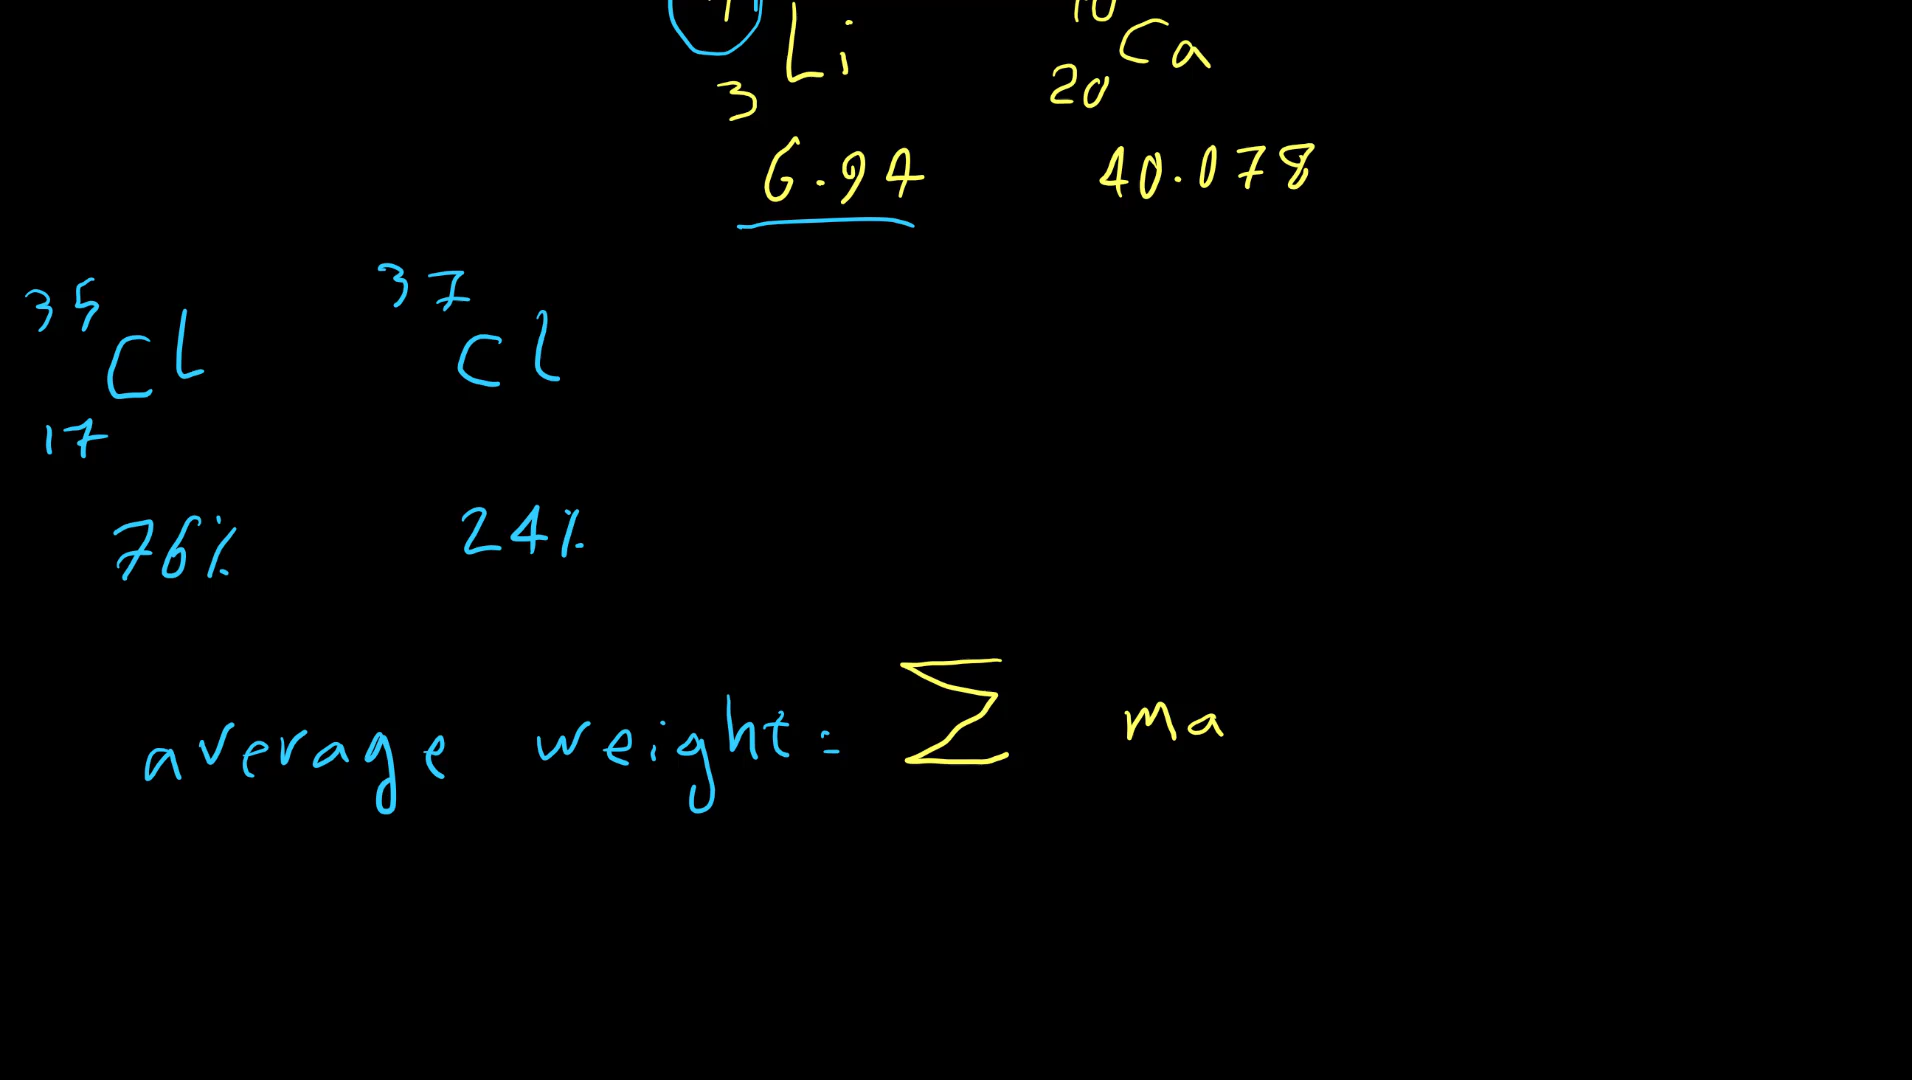 Li Ca
3 20
6.94 40.078
35 37
Cl Cl
17
76% 24%
average weight = Σ ma